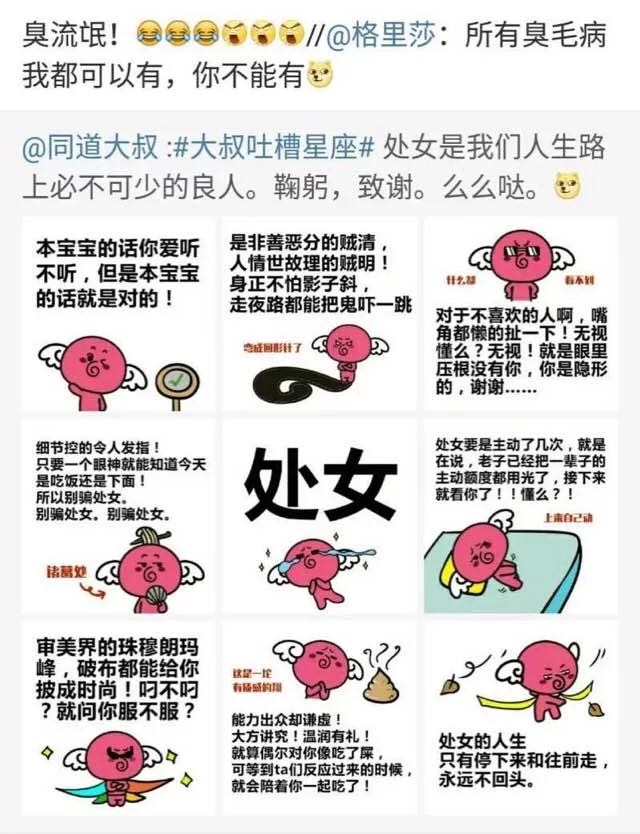 臭流氓！😂😂😂😫😫😫//@格里莎：所有臭毛病
我都可以有，你不能有
@同道大叔 :#大叔吐槽星座# 处女是我们人生路
上必不可少的良人。鞠躬，致谢。么么哒。
本宝宝的话你爱听
不听，但是本宝宝
的话就是对的！
是非善恶分的贼清，
人情世故理的贼明！
身正不怕影子斜，
走夜路都能把鬼吓一跳
弯成回形针了
什么都
看不到
对于不喜欢的人啊，嘴
角都懒的扯一下！无视
懂么？无视！就是眼里
压根没有你，你是隐形
的，谢谢……
细节控的令人发指！
只要一个眼神就能知道今天
是吃饭还是下面！
所以别骗处女。
别骗处女。别骗处女。
诸葛处
处女
处女要是主动了几次，就是
在说，老子已经把一辈子的
主动额度都用光了，接下来
就看你了！！懂么？！
上来自己动
审美界的珠穆朗玛
峰，破布都能给你
披成时尚！叼不叼
？就问你服不服？
这是一坨
有质感的翔
能力出众却谦虚！
大方讲究！温润有礼！
就算偶尔对你像吃了屎，
可等到ta们反应过来的时候，
就会陪着你一起吃了！
处女的人生
只有停下来和往前走，
永远不回头。